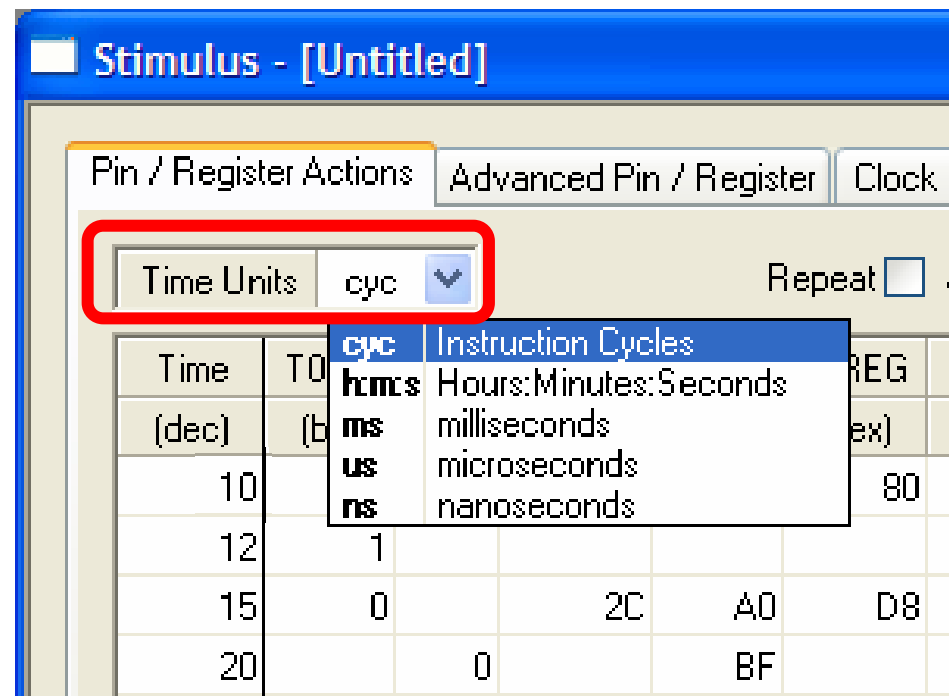 Stimulus - [Untitled]
Pin / Register Actions Advanced Pin / Register Clock
Time Units cyc Repeat
cyc Instruction Cycles
h:m:s Hours:Minutes:Seconds
ms milliseconds
us microseconds
ns nanoseconds
Time T0 REG
(dec) (b ex)
10 80
12 1
15 0 2C A0 D8
20 0 BF